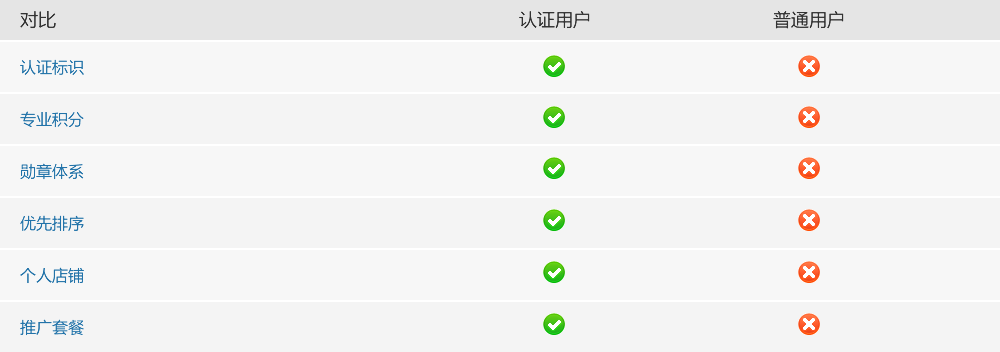 对比 认证用户 普通用户
认证标识
专业积分
勋章体系
优先排序
个人店铺
推广套餐